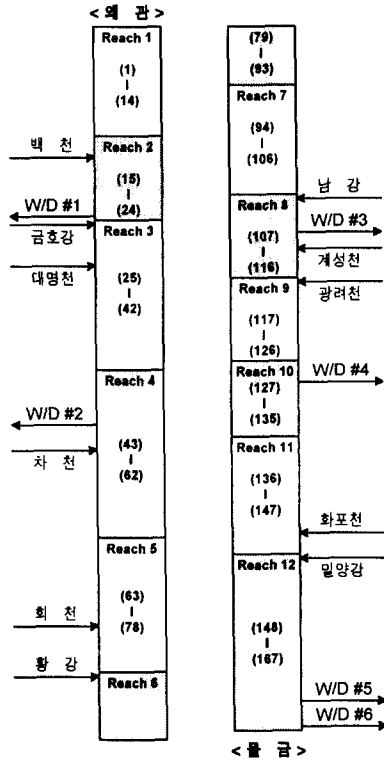 < 왜 관 >
Reach 1
(1)
(14)
백 천
Reach 2
(15)
(24)
W/D #1
금호강
Reach 3
대명천
(25)
(42)
Reach 4
W/D #2
(43)
차 천
(62)
Reach 5
(63)
회 천
(78)
황 강
Reach 6
(79)
(93)
Reach 7
(94)
(106)
남 강
Reach 8
W/D #3
(107)
계성천
(116)
Reach 9
광려천
(117)
(126)
Reach 10
W/D #4
(127)
(135)
Reach 11
(136)
(147)
화포천
Reach 12
밀양강
(148)
(167)
W/D #5
W/D #6
< 물 금 >